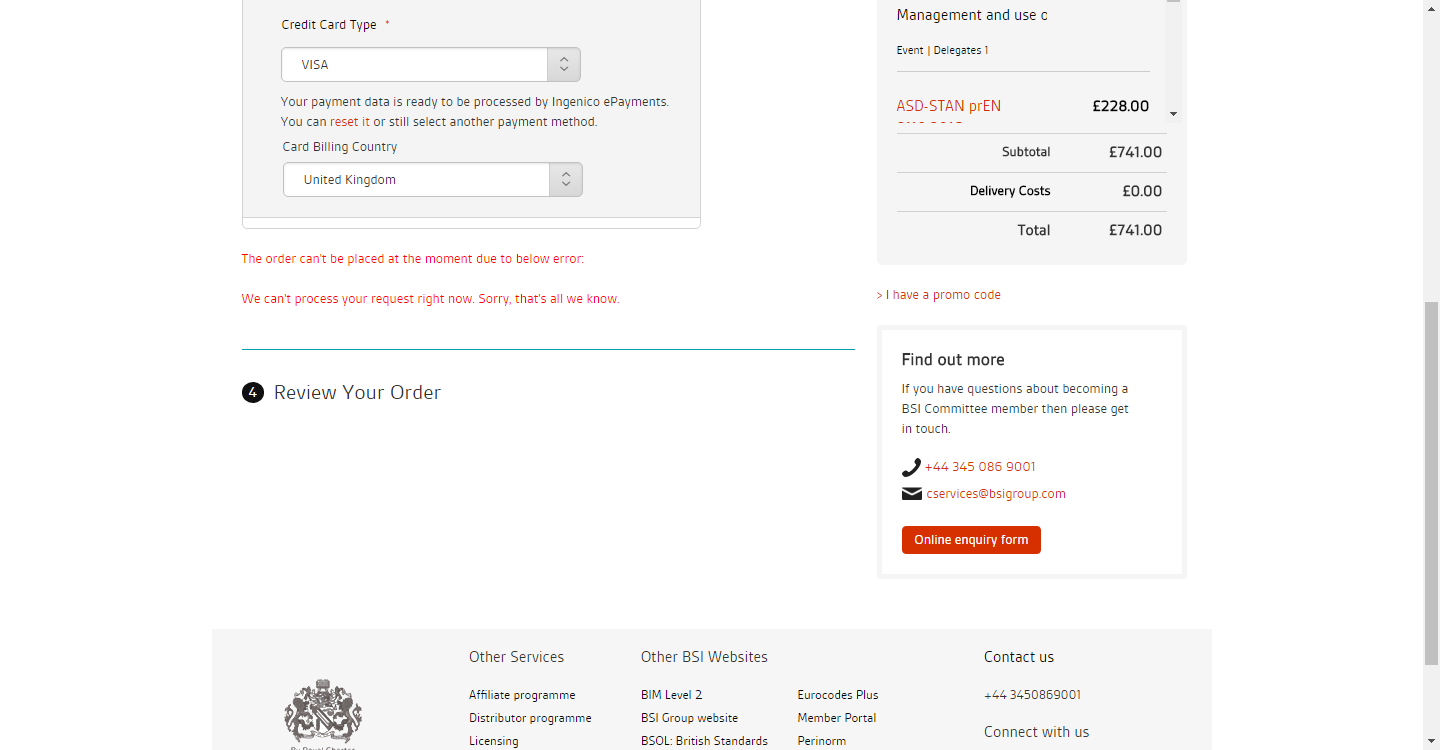 Credit Card Type *
VISA
Your payment data is ready to be processed by Ingenico ePayments.
You can reset it or still select another payment method.
Card Billing Country
United Kingdom
The order can't be placed at the moment due to below error:
We can't process your request right now. Sorry, that's all we know.
4 Review Your Order
Management and use o
Event | Delegates 1
ASD-STAN prEN £228.00
Subtotal £741.00
Delivery Costs £0.00
Total £741.00
> I have a promo code
Find out more
If you have questions about becoming a
BSI Committee member then please get
in touch.
+44 345 086 9001
cservices@bsigroup.com
Online enquiry form
Other Services
Affiliate programme
Distributor programme
Licensing
Other BSI Websites
BIM Level 2
BSI Group website
BSOL: British Standards
Eurocodes Plus
Member Portal
Perinorm
Contact us
+44 3450869001
Connect with us
By Royal Charter